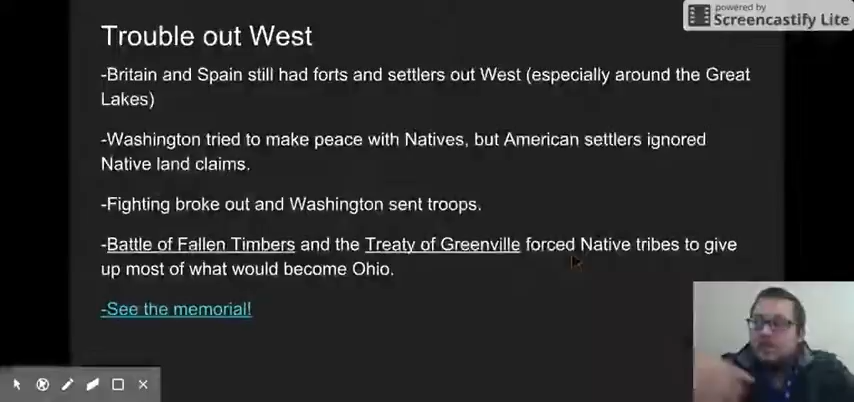 powered by
Screencastify Lite
Trouble out West
-Britain and Spain still had forts and settlers out West (especially around the Great
Lakes)
-Washington tried to make peace with Natives, but American settlers ignored
Native land claims.
-Fighting broke out and Washington sent troops.
-Battle of Fallen Timbers and the Treaty of Greenville forced Native tribes to give
up most of what would become Ohio.
-See the memorial!